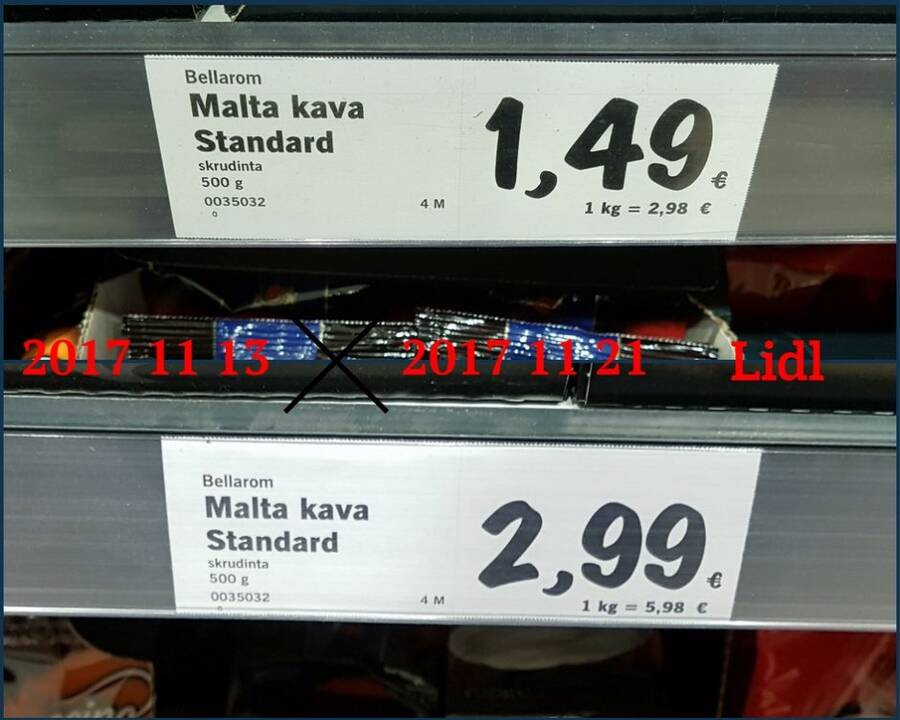 Bellarom
Malta kava
Standard
skrudinta
500 g
0035032
4 M
1,49 €
1 kg = 2,98 €
2017 11 13
2017 11 21
Lidl
Bellarom
Malta kava
Standard
skrudinta
500 g
0035032
4 M
2,99 €
1 kg = 5,98 €